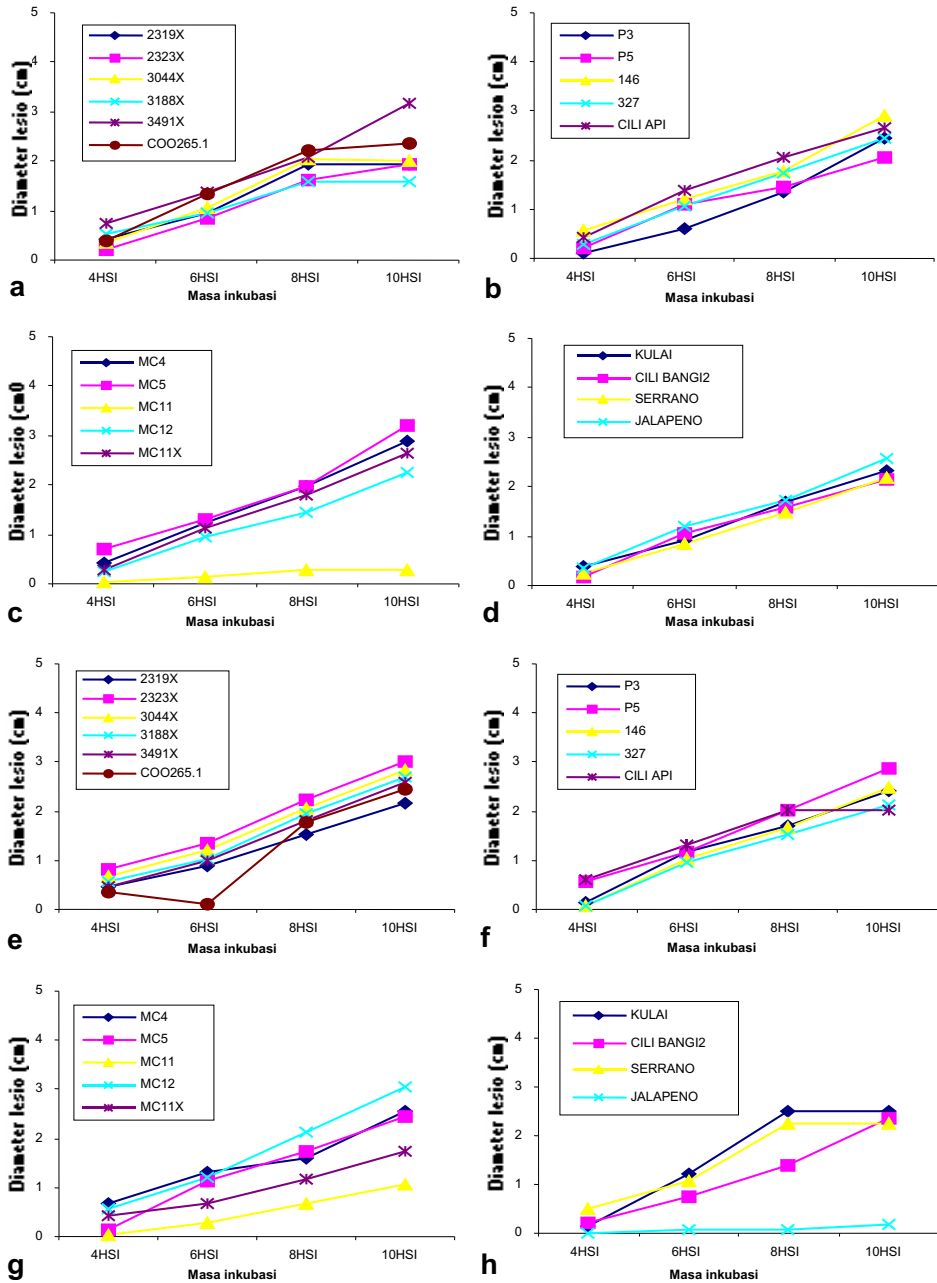 5
4
3
2
1
0
Diameter lesio (cm)
2319X
2323X
3044X
3188X
3491X
COO265.1
4HSI 6HSI 8HSI 10HSI
Masa inkubasi
a
5
4
3
2
1
0
Diameter lesion (cm)
P3
P5
146
327
CILI API
4HSI 6HSI 8HSI 10HSI
Masa inkubasi
b
5
4
3
2
1
0
Diameter lesio (cm0
MC4
MC5
MC11
MC12
MC11X
4HSI 6HSI 8HSI 10HSI
Masa inkubasi
c
5
4
3
2
1
0
Diameter lesio (cm)
KULAI
CILI BANGI2
SERRANO
JALAPENO
4HSI 6HSI 8HSI 10HSI
Masa inkubasi
d
5
4
3
2
1
0
Diameter lesio (cm)
2319X
2323X
3044X
3188X
3491X
COO265.1
4HSI 6HSI 8HSI 10HSI
Masa inkubasi
e
5
4
3
2
1
0
Diameter lesio (cm)
P3
P5
146
327
CILI API
4HSI 6HSI 8HSI 10HSI
Masa inkubasi
f
5
4
3
2
1
0
Diameter lesio (cm)
MC4
MC5
MC11
MC12
MC11X
4HSI 6HSI 8HSI 10HSI
Masa inkubasi
g
5
4
3
2
1
0
Diameter lesio (cm)
KULAI
CILI BANGI2
SERRANO
JALAPENO
4HSI 6HSI 8HSI 10HSI
Masa inkubasi
h